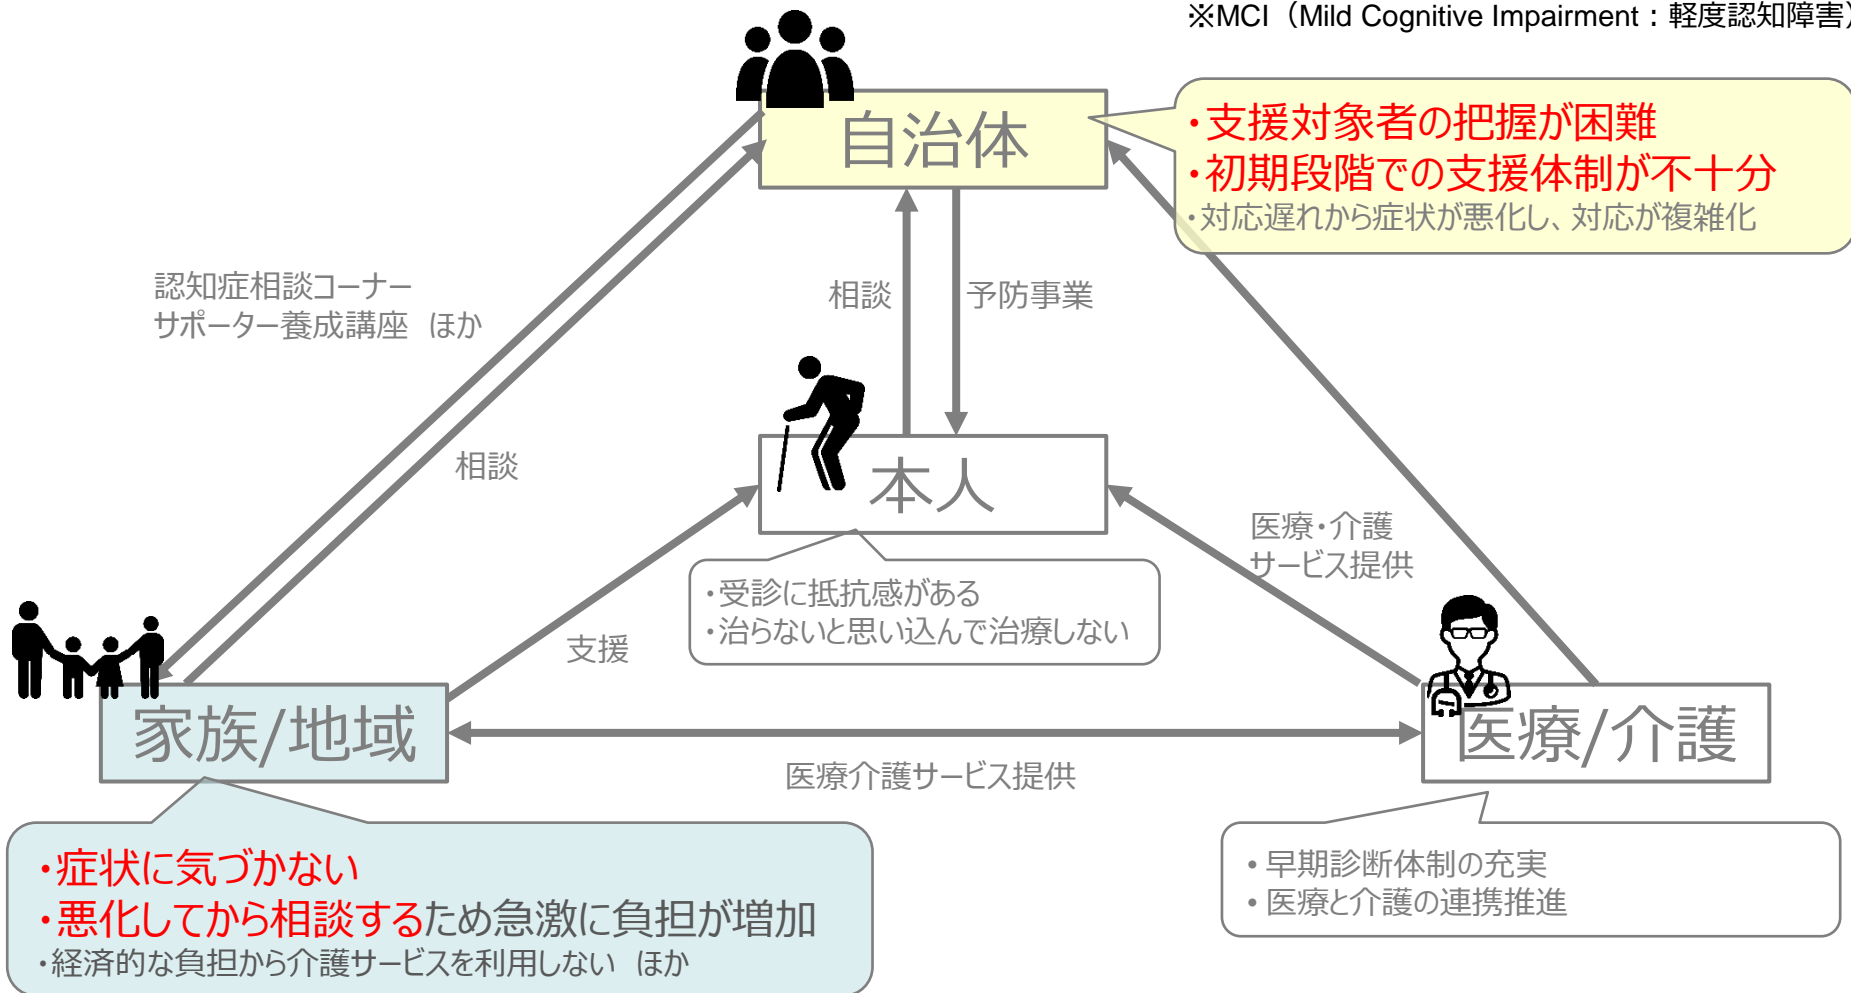 ※MCI（Mild Cognitive Impairment：軽度認知障害）
自治体
・支援対象者の把握が困難
・初期段階での支援体制が不十分
・対応遅れから症状が悪化し、対応が複雑化
認知症相談コーナー
サポーター養成講座　ほか
相談
予防事業
相談
本人
医療・介護
サービス提供
・受診に抵抗感がある
・治らないと思い込んで治療しない
支援
家族/地域
医療/介護
医療介護サービス提供
・症状に気づかない
・悪化してから相談するため急激に負担が増加
・経済的な負担から介護サービスを利用しない　ほか
• 早期診断体制の充実
• 医療と介護の連携推進